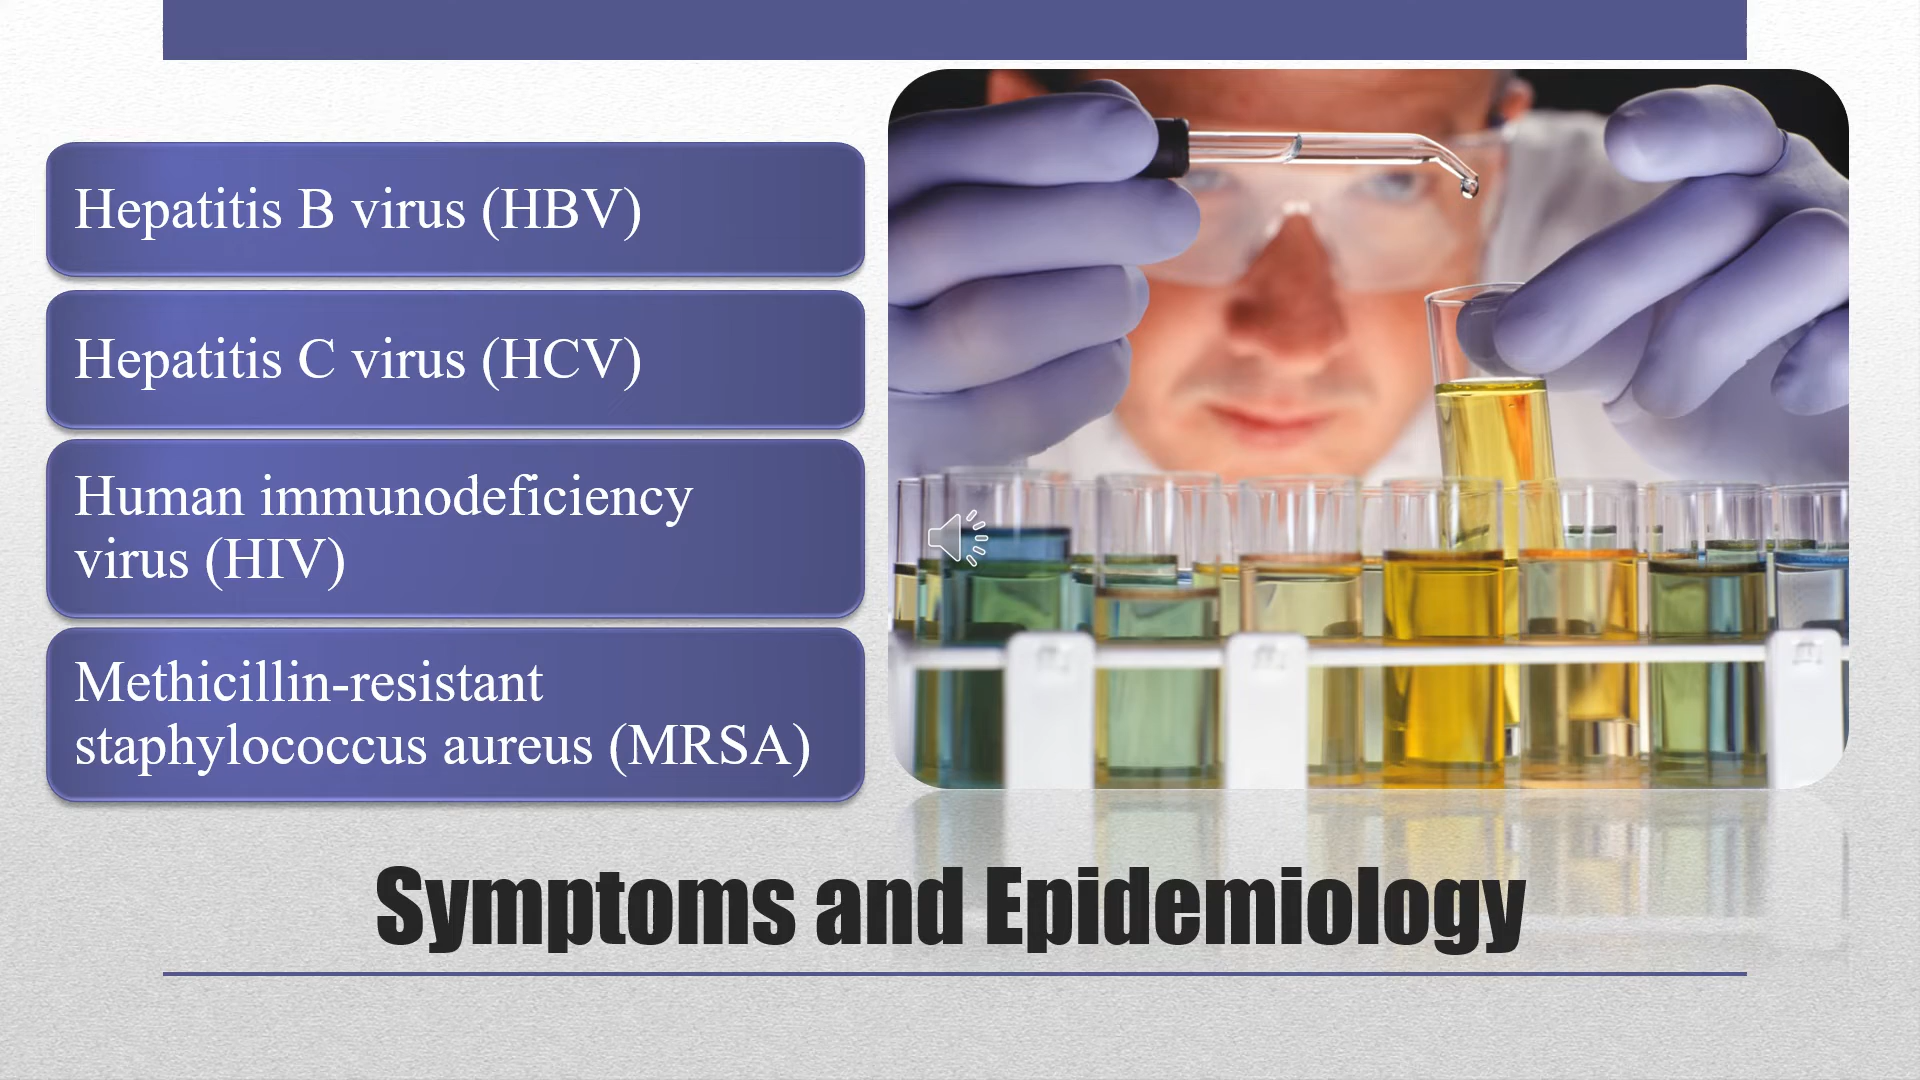 Hepatitis B virus (HBV)
Hepatitis C virus (HCV)
Human immunodeficiency
virus (HIV)
Methicillin-resistant
staphylococcus aureus (MRSA)
Symptoms and Epidemiology